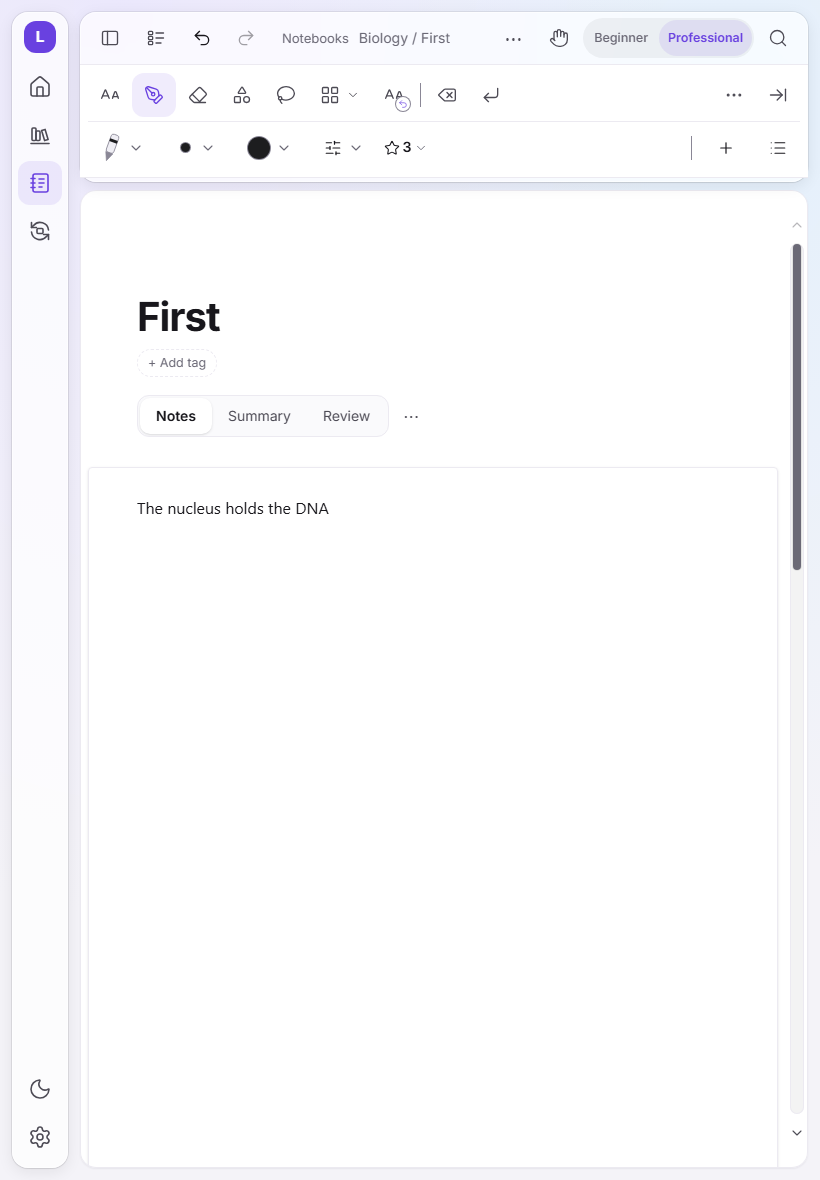 L
Notebooks Biology / First
Beginner Professional
3
First
+ Add tag
Notes Summary Review
The nucleus holds the DNA